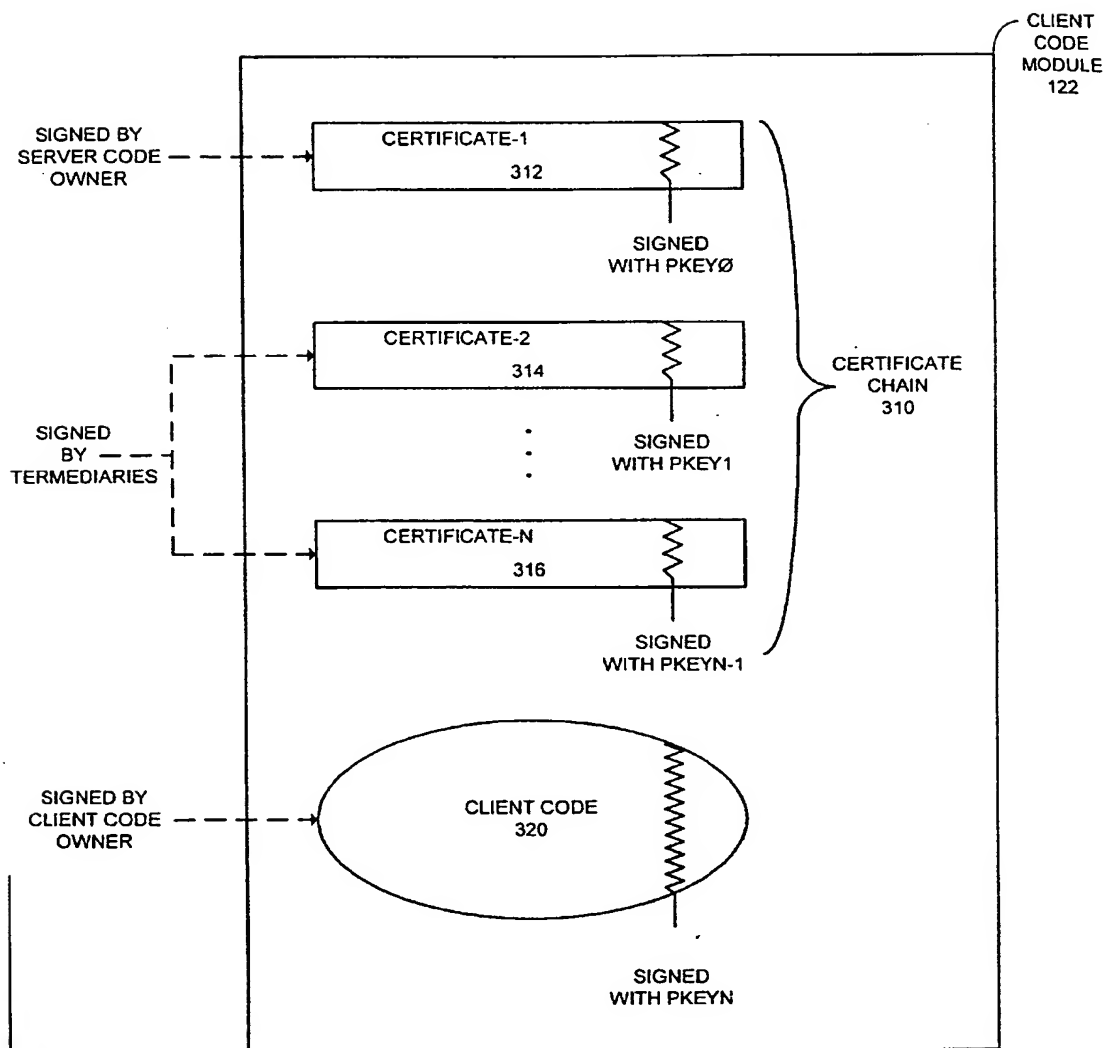 CLIENT
CODE
MODULE
122
SIGNED BY
SERVER CODE
OWNER
CERTIFICATE-1
312
SIGNED
WITH PKEYØ
CERTIFICATE-2
314
SIGNED
WITH PKEY1
CERTIFICATE
CHAIN
310
SIGNED
BY
TERMEDIARIES
CERTIFICATE-N
316
SIGNED
WITH PKEYN-1
SIGNED BY
CLIENT CODE
OWNER
CLIENT CODE
320
SIGNED
WITH PKEYN